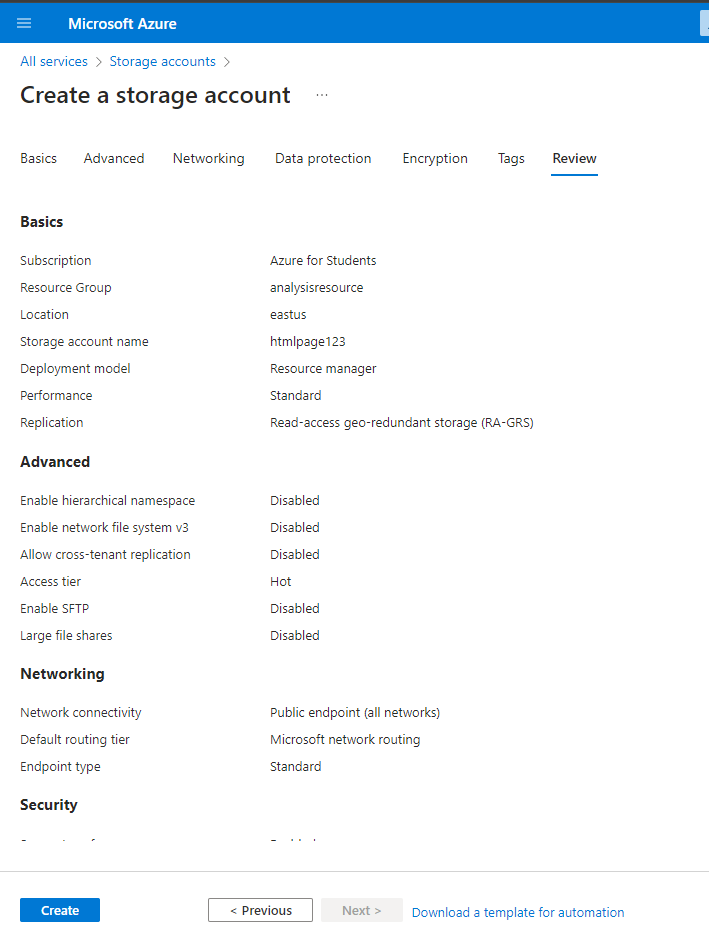 Microsoft Azure
All services > Storage accounts >
Create a storage account ...
Basics Advanced Networking Data protection Encryption Tags Review
Basics
Subscription Azure for Students
Resource Group analysisresource
Location eastus
Storage account name htmlpage123
Deployment model Resource manager
Performance Standard
Replication Read-access geo-redundant storage (RA-GRS)
Advanced
Enable hierarchical namespace Disabled
Enable network file system v3 Disabled
Allow cross-tenant replication Disabled
Access tier Hot
Enable SFTP Disabled
Large file shares Disabled
Networking
Network connectivity Public endpoint (all networks)
Default routing tier Microsoft network routing
Endpoint type Standard
Security
Create < Previous Next > Download a template for automation